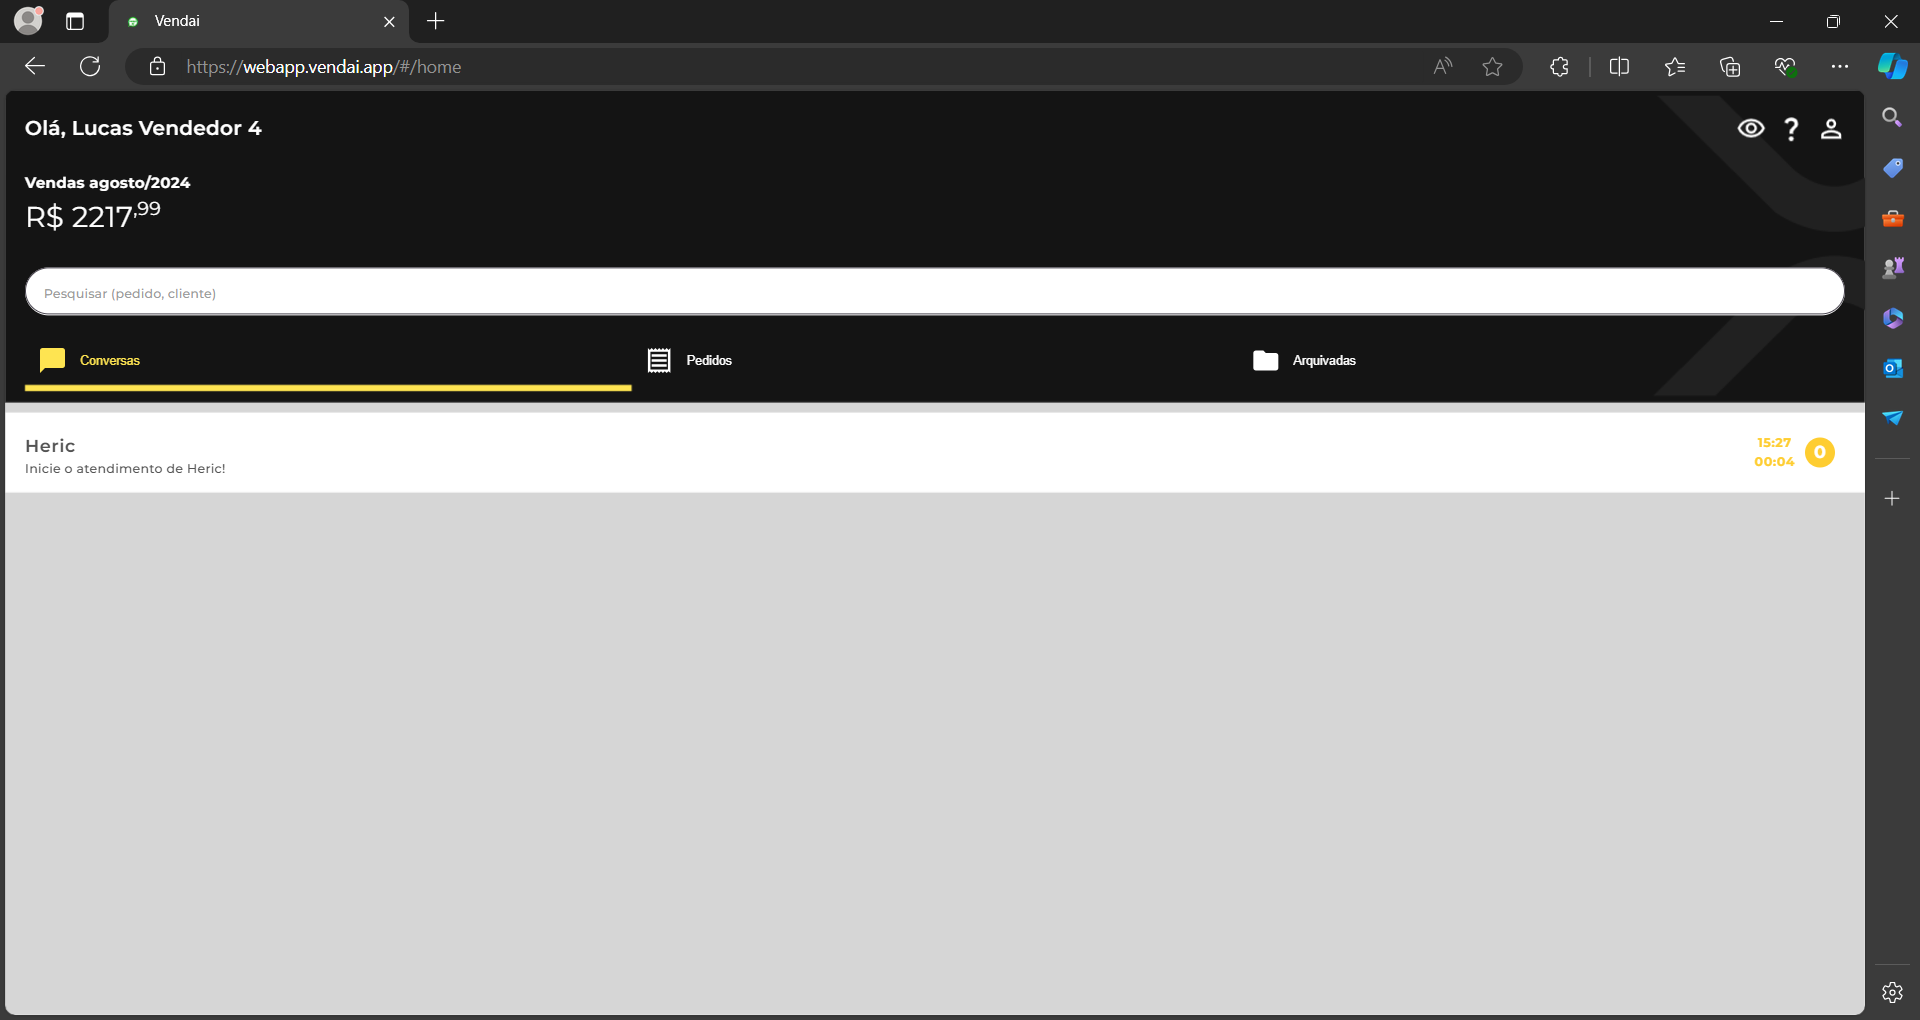 Vendai
https://webapp.vendai.app/#/home
Olá, Lucas Vendedor 4
Vendas agosto/2024
R$ 2217,99
Pesquisar (pedido, cliente)
Conversas
Pedidos
Arquivadas
Heric
15:27
Inicie o atendimento de Heric!
00:04
0